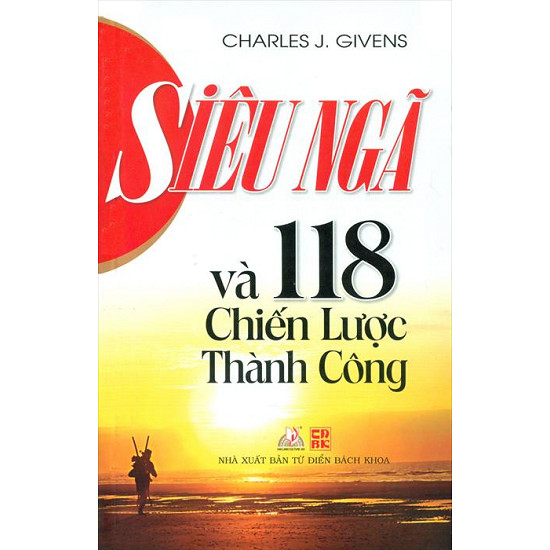 CHARLES J. GIVENS
SIÊU NGÃ
và 118
Chiến Lược
Thành Công
NHÀ XUẤT BẢN TỪ ĐIỂN BÁCH KHOA